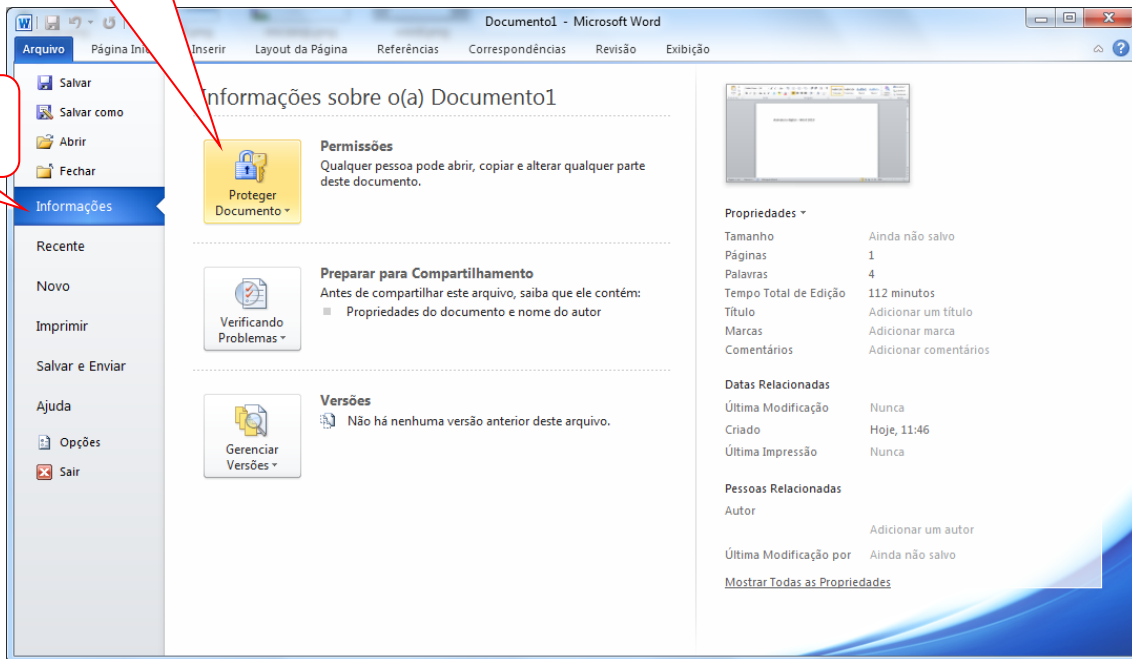 Documento1 - Microsoft Word
Arquivo Página Inserir Layout da Página Referências Correspondências Revisão Exibição
Salvar
Salvar como
Abrir
Fechar
Informações
Recente
Novo
Imprimir
Salvar e Enviar
Ajuda
Opções
Sair
Informações sobre o(a) Documento1
Proteger
Documento
Permissões
Qualquer pessoa pode abrir, copiar e alterar qualquer parte
deste documento.
Verificando
Problemas
Preparar para Compartilhamento
Antes de compartilhar este arquivo, saiba que ele contém:
Propriedades do documento e nome do autor
Gerenciar
Versões
Versões
Não há nenhuma versão anterior deste arquivo.
Propriedades
Tamanho Ainda não salvo
Páginas 1
Palavras 4
Tempo Total de Edição 112 minutos
Título Adicionar um título
Marcas Adicionar marca
Comentários Adicionar comentários
Datas Relacionadas
Última Modificação Nunca
Criado Hoje, 11:46
Última Impressão Nunca
Pessoas Relacionadas
Autor
Adicionar um autor
Última Modificação por Ainda não salvo
Mostrar Todas as Propriedades